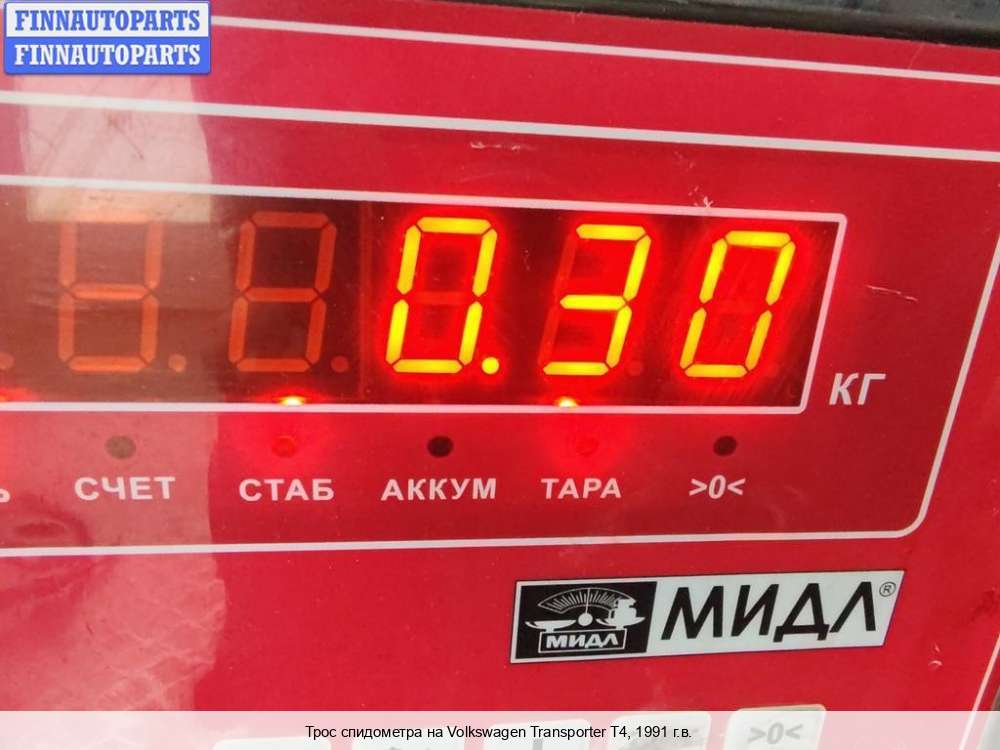 FINNAUTOPARTS
FINNAUTOPARTS
0.30
КГ
СЧЕТ СТАБ АККУМ ТАРА >0<
МИДЛ МИДЛ®
>0<
Трос спидометра на Volkswagen Transporter T4, 1991 г.в.